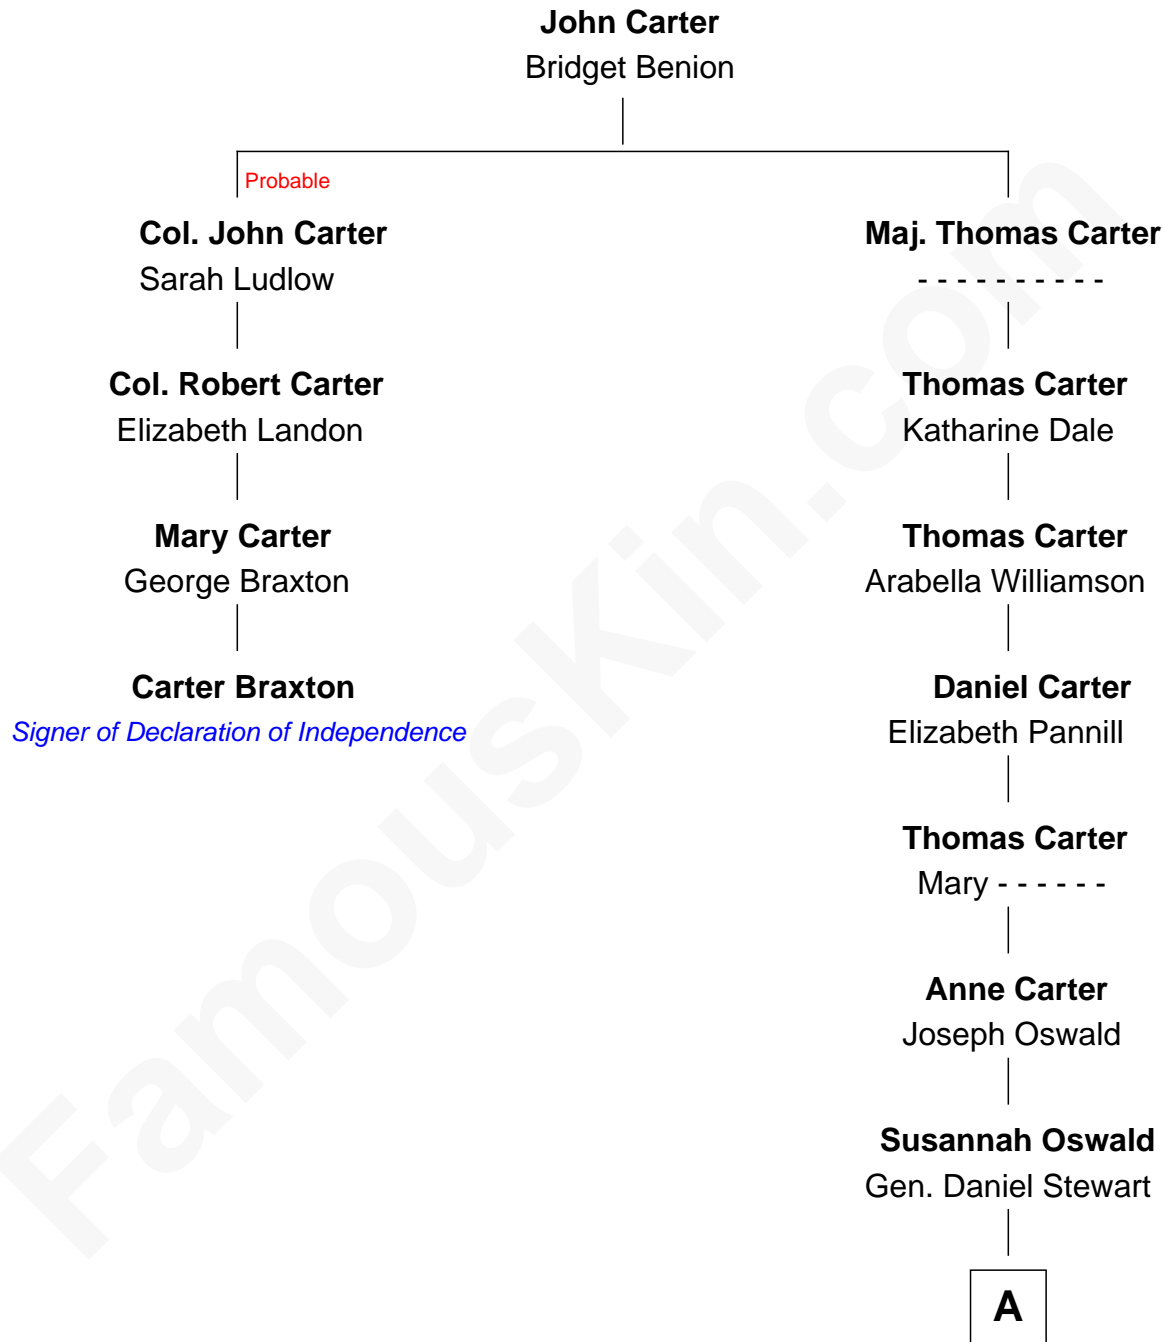 John Carter
Bridget Benion
Probable
Col. John Carter
Sarah Ludlow
Maj. Thomas Carter
- - - - - - - - - -
Col. Robert Carter
Elizabeth Landon
Thomas Carter
Katharine Dale
Mary Carter
George Braxton
Thomas Carter
Arabella Williamson
Carter Braxton
Signer of Declaration of Independence
Daniel Carter
Elizabeth Pannill
Thomas Carter
Mary - - - - - -
Anne Carter
Joseph Oswald
Susannah Oswald
Gen. Daniel Stewart
A
FamousKin.com